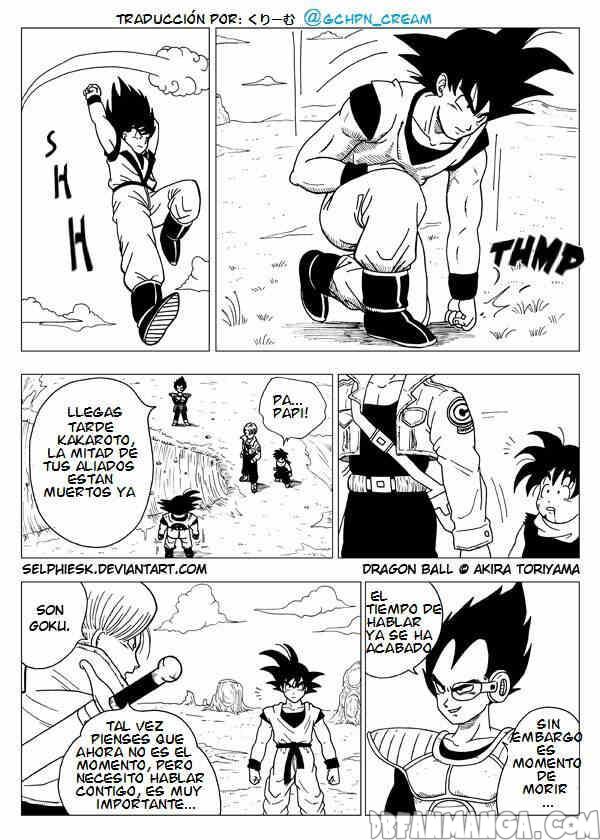 TRADUCCIÓN POR: くりーむ @GCHPN_CREAM
SHH
THMP
LLEGAS
TARDE
KAKAROTO,
LA MITAD DE
TUS ALIADOS
ESTAN
MUERTOS YA
PA...
PAPI!
SELPHIESK.DEVIANTART.COM
DRAGON BALL © AKIRA TORIYAMA
SON
GOKU.
TAL VEZ
PIENSES QUE
AHORA NO ES EL
MOMENTO, PERO
NECESITO HABLAR
CONTIGO, ES MUY
IMPORTANTE...
EL
TIEMPO DE
HABLAR
YA SE HA
ACABADO
SIN
EMBARGO
ES
MOMENTO
DE
MORIR
...
DBFANMANGA.COM